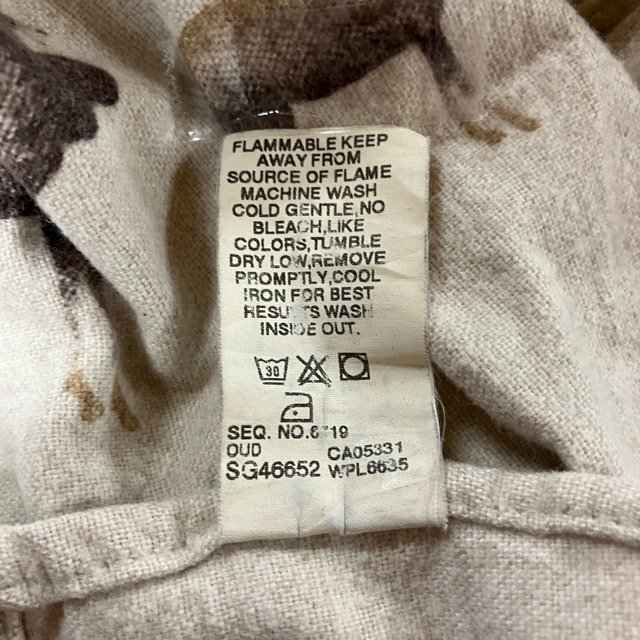 FLAMMABLE KEEP
AWAY FROM
SOURCE OF FLAME
MACHINE WASH
COLD GENTLE,NO
BLEACH,LIKE
COLORS,TUMBLE
DRY LOW,REMOVE
PROMPTLY,COOL
IRON FOR BEST
RESULTS WASH
INSIDE OUT.
30
SEQ. NO.6719
OUD CA05331
SG46652 WPL6635